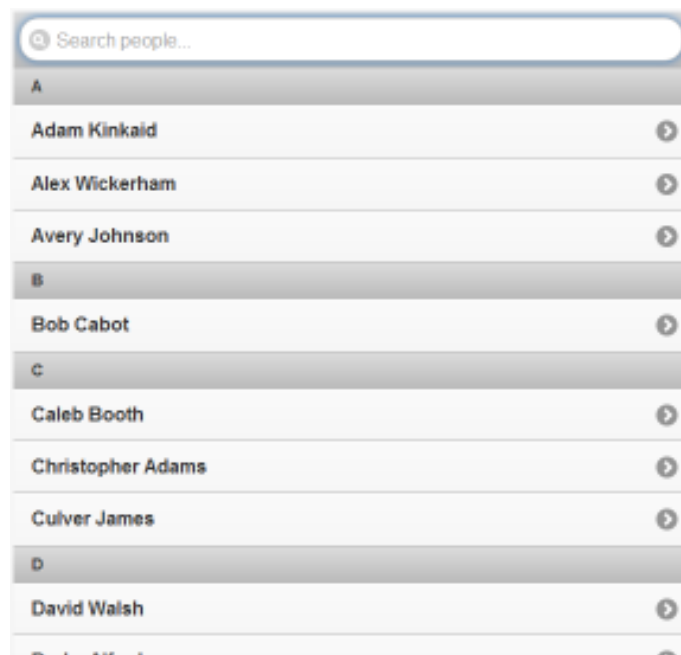 Search people...
A
Adam Kinkaid
Alex Wickerham
Avery Johnson
B
Bob Cabot
C
Caleb Booth
Christopher Adams
Culver James
D
David Walsh